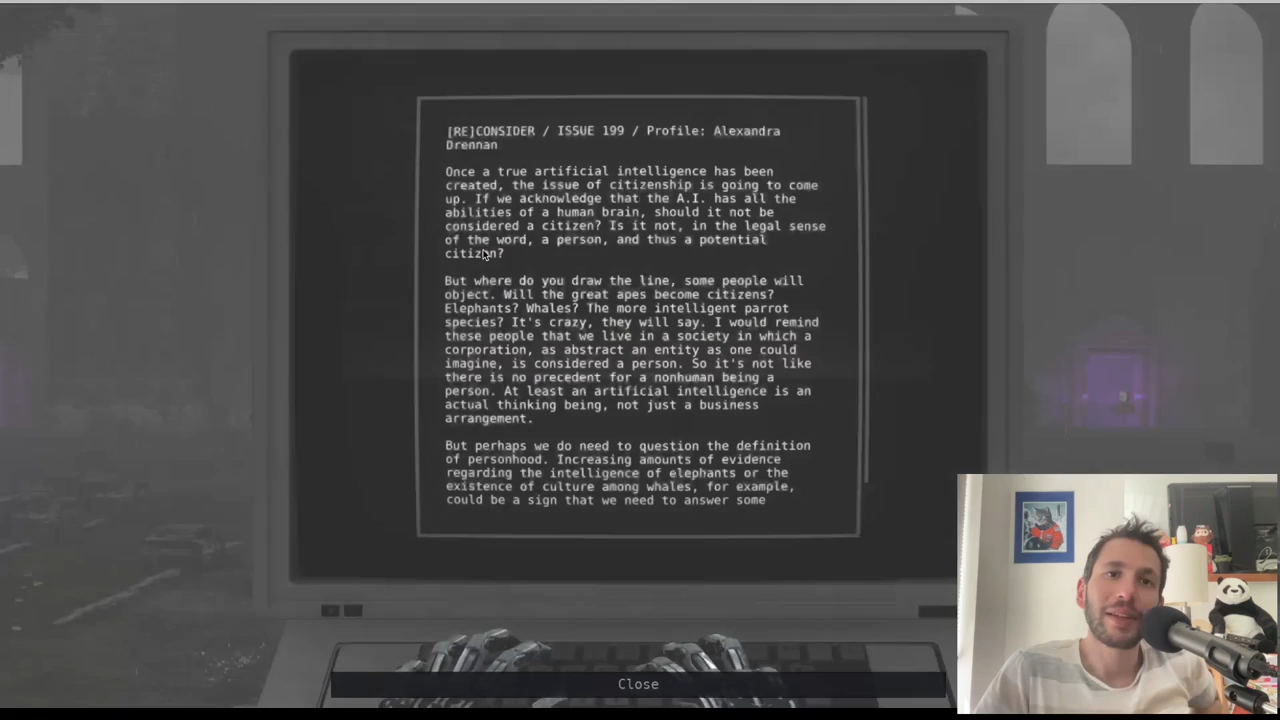 [RE]CONSIDER / ISSUE 199 / Profile: Alexandra
Drennan
Once a true artificial intelligence has been
created, the issue of citizenship is going to come
up. If we acknowledge that the A.I. has all the
abilities of a human brain, should it not be
considered a citizen? Is it not, in the legal sense
of the word, a person, and thus a potential
citizen?
But where do you draw the line, some people will
object. Will the great apes become citizens?
Elephants? Whales? The more intelligent parrot
species? It's crazy, they will say. I would remind
these people that we live in a society in which a
corporation, as abstract an entity as one could
imagine, is considered a person. So it's not like
there is no precedent for a nonhuman being a
person. At least an artificial intelligence is an
actual thinking being, not just a business
arrangement.
But perhaps we do need to question the definition
of personhood. Increasing amounts of evidence
regarding the intelligence of elephants or the
existence of culture among whales, for example,
could be a sign that we need to answer some
Close